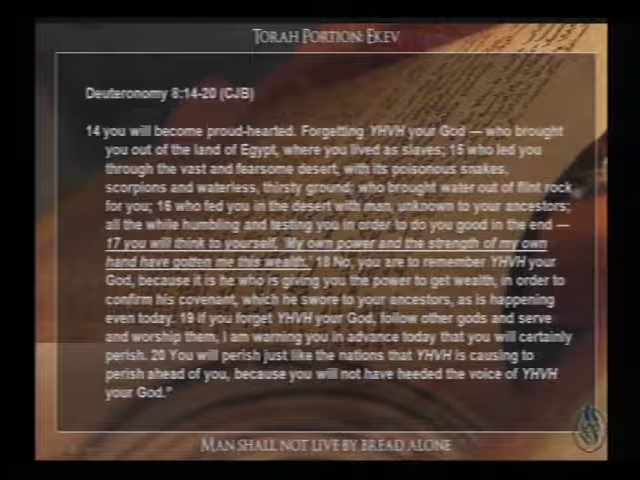 TORAH PORTION: EKEV
Deuteronomy 8:14-20 (CJB)
14 you will become proud-hearted. Forgetting YHVH your God — who brought
you out of the land of Egypt, where you lived as slaves; 15 who led you
through the vast and fearsome desert, with its poisonous snakes,
scorpions and waterless, thirsty ground; who brought water out of flint rock
for you; 16 who fed you in the desert with man, unknown to your ancestors;
all the while humbling and testing you in order to do you good in the end —
17 you will think to yourself, 'My own power and the strength of my own
hand have gotten me this wealth.' 18 No, you are to remember YHVH your
God, because it is he who is giving you the power to get wealth, in order to
confirm his covenant, which he swore to your ancestors, as is happening
even today. 19 If you forget YHVH your God, follow other gods and serve
and worship them, I am warning you in advance today that you will certainly
perish. 20 You will perish just like the nations that YHVH is causing to
perish ahead of you, because you will not have heeded the voice of YHVH
your God."
MAN SHALL NOT LIVE BY BREAD ALONE